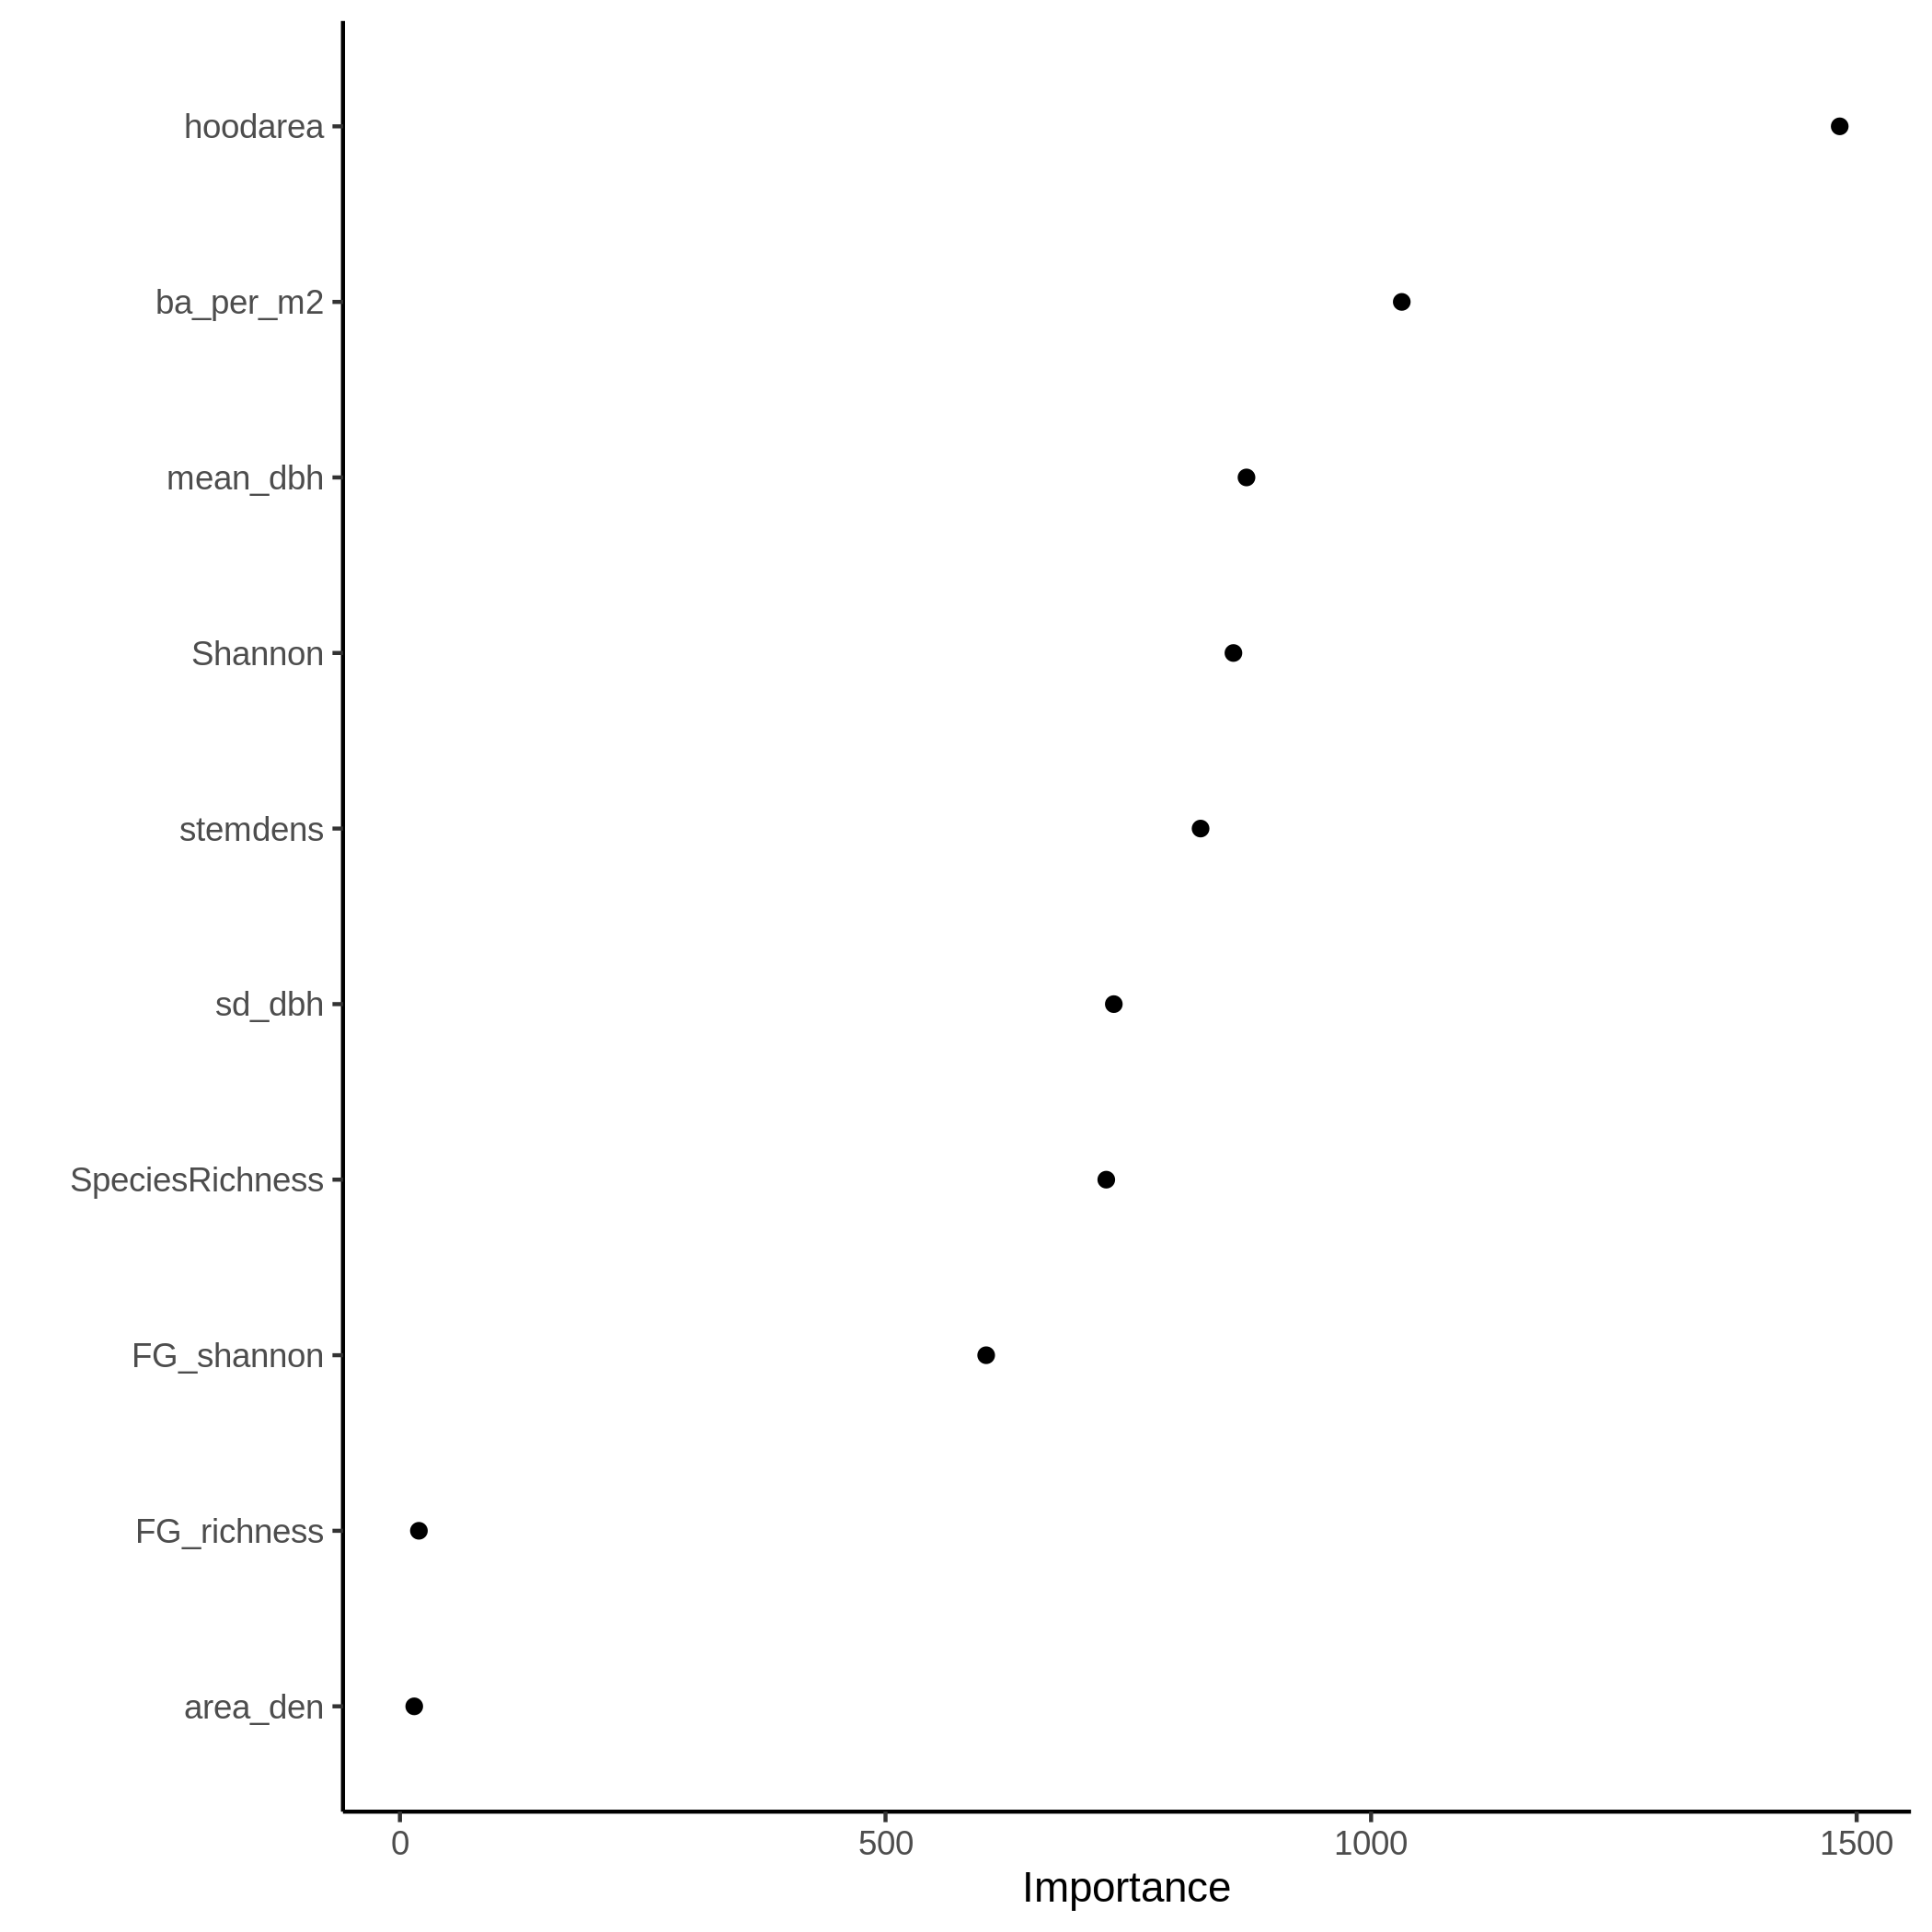 hoodarea
ba_per_m2
mean_dbh
Shannon
stemdens
sd_dbh
SpeciesRichness
FG_shannon
FG_richness
area_den
0 500 1000 1500
Importance